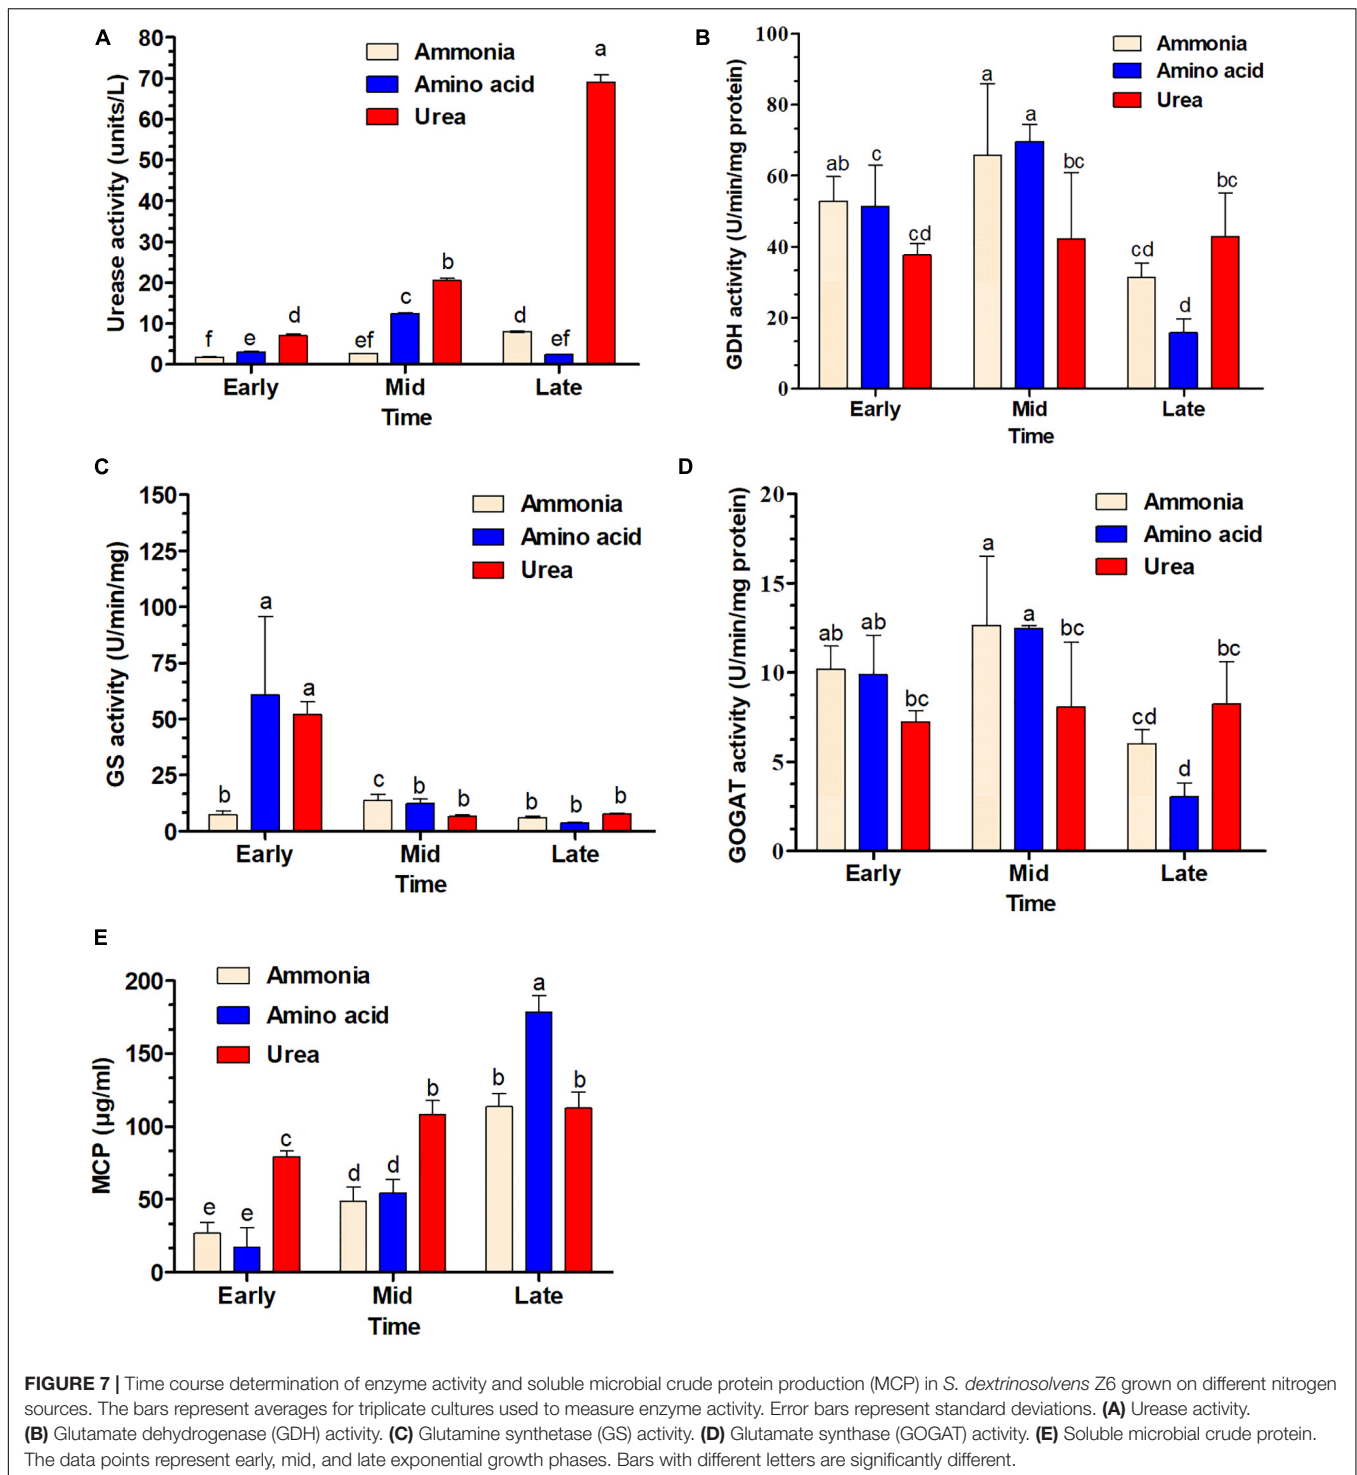 A
80
70
60
50
40
30
20
10
0
Urease activity (units/L)
Ammonia
Amino acid
Urea
f e d
ef c b
d ef a
Early Mid Late
Time
B
100
80
60
40
20
0
GDH activity (U/min/mg protein)
Ammonia
Amino acid
Urea
ab c cd
a a bc
cd d bc
Early Mid Late
Time
C
150
125
100
75
50
25
0
GS activity (U/min/mg)
Ammonia
Amino acid
Urea
b a a
c b b
b b b
Early Mid Late
Time
D
20
15
10
5
0
GOGAT activity (U/min/mg protein)
Ammonia
Amino acid
Urea
ab ab bc
a a bc
cd d bc
Early Mid Late
Time
E
200
150
100
50
0
MCP (µg/ml)
Ammonia
Amino acid
Urea
e e c
d d b
b a b
Early Mid Late
Time
FIGURE 7 | Time course determination of enzyme activity and soluble microbial crude protein production (MCP) in S. dextrinosolvens Z6 grown on different nitrogen
sources. The bars represent averages for triplicate cultures used to measure enzyme activity. Error bars represent standard deviations. (A) Urease activity.
(B) Glutamate dehydrogenase (GDH) activity. (C) Glutamine synthetase (GS) activity. (D) Glutamate synthase (GOGAT) activity. (E) Soluble microbial crude protein.
The data points represent early, mid, and late exponential growth phases. Bars with different letters are significantly different.